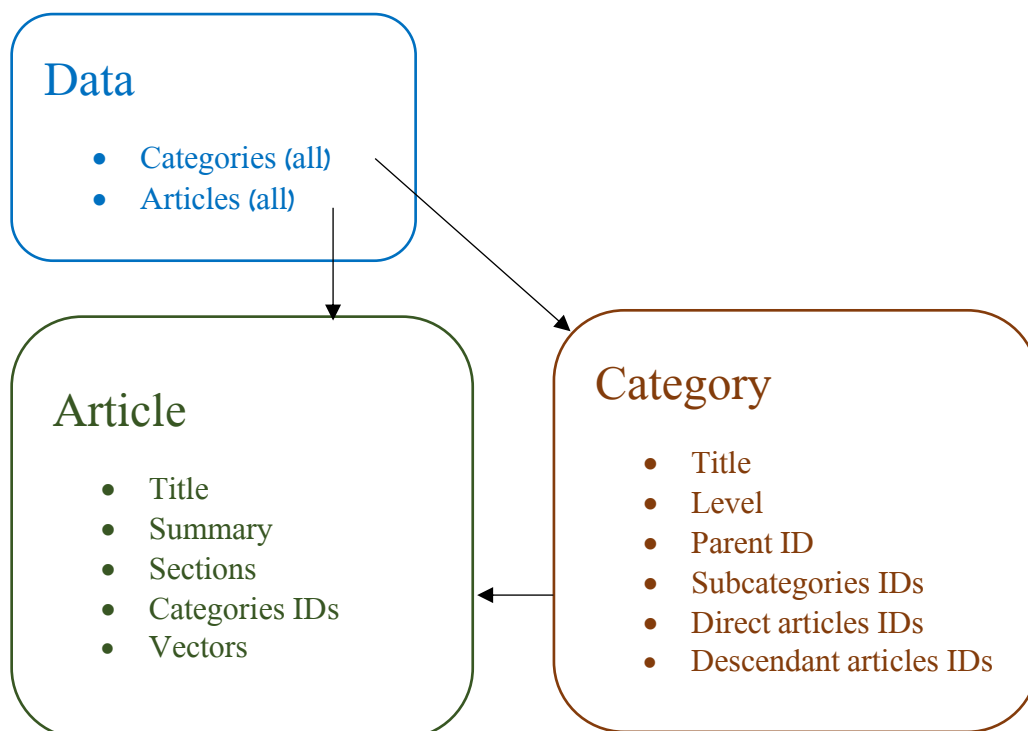 Data
• Categories (all)
• Articles (all)
Article
• Title
• Summary
• Sections
• Categories IDs
• Vectors
Category
• Title
• Level
• Parent ID
• Subcategories IDs
• Direct articles IDs
• Descendant articles IDs